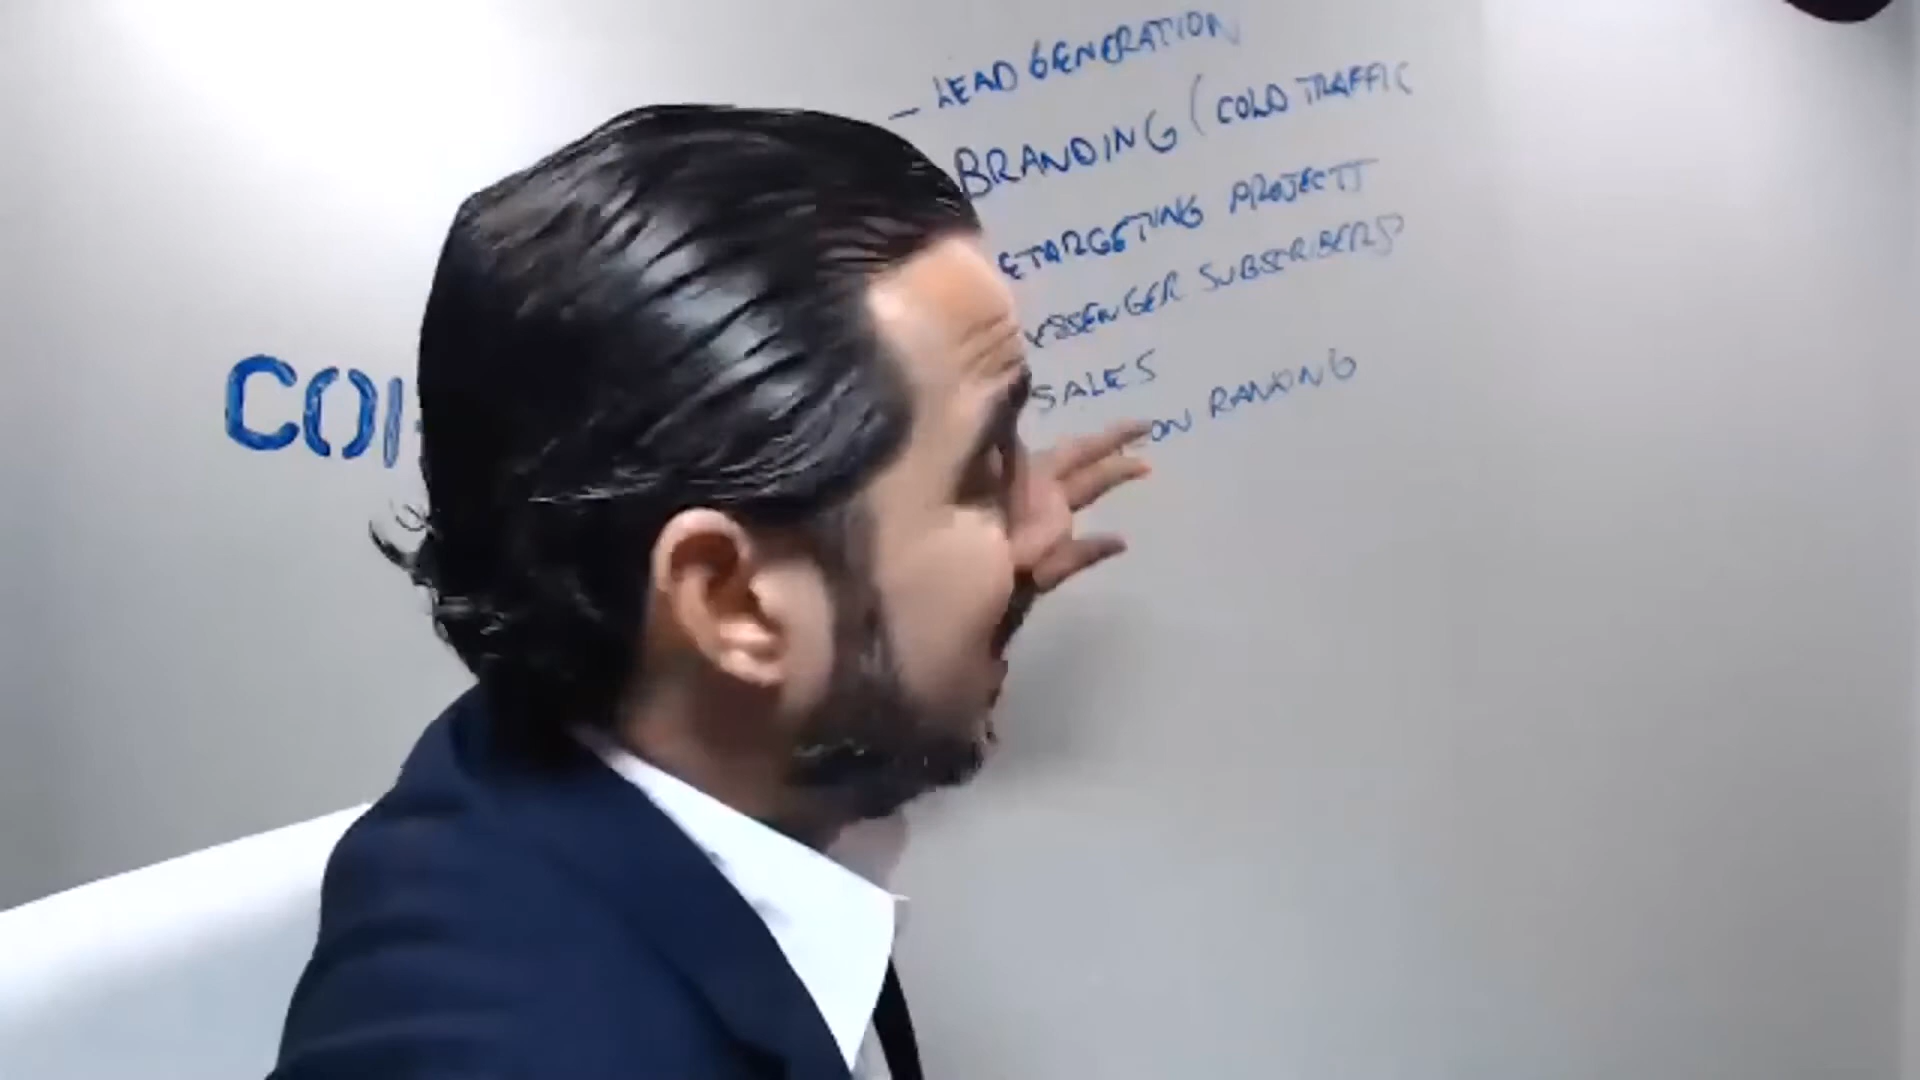 – LEAD GENERATION
BRANDING (COLD TRAFFIC
ETARGETING PROJECTS
SSENGER SUBSCRIBERS?
SALES
ON RANKING
CO